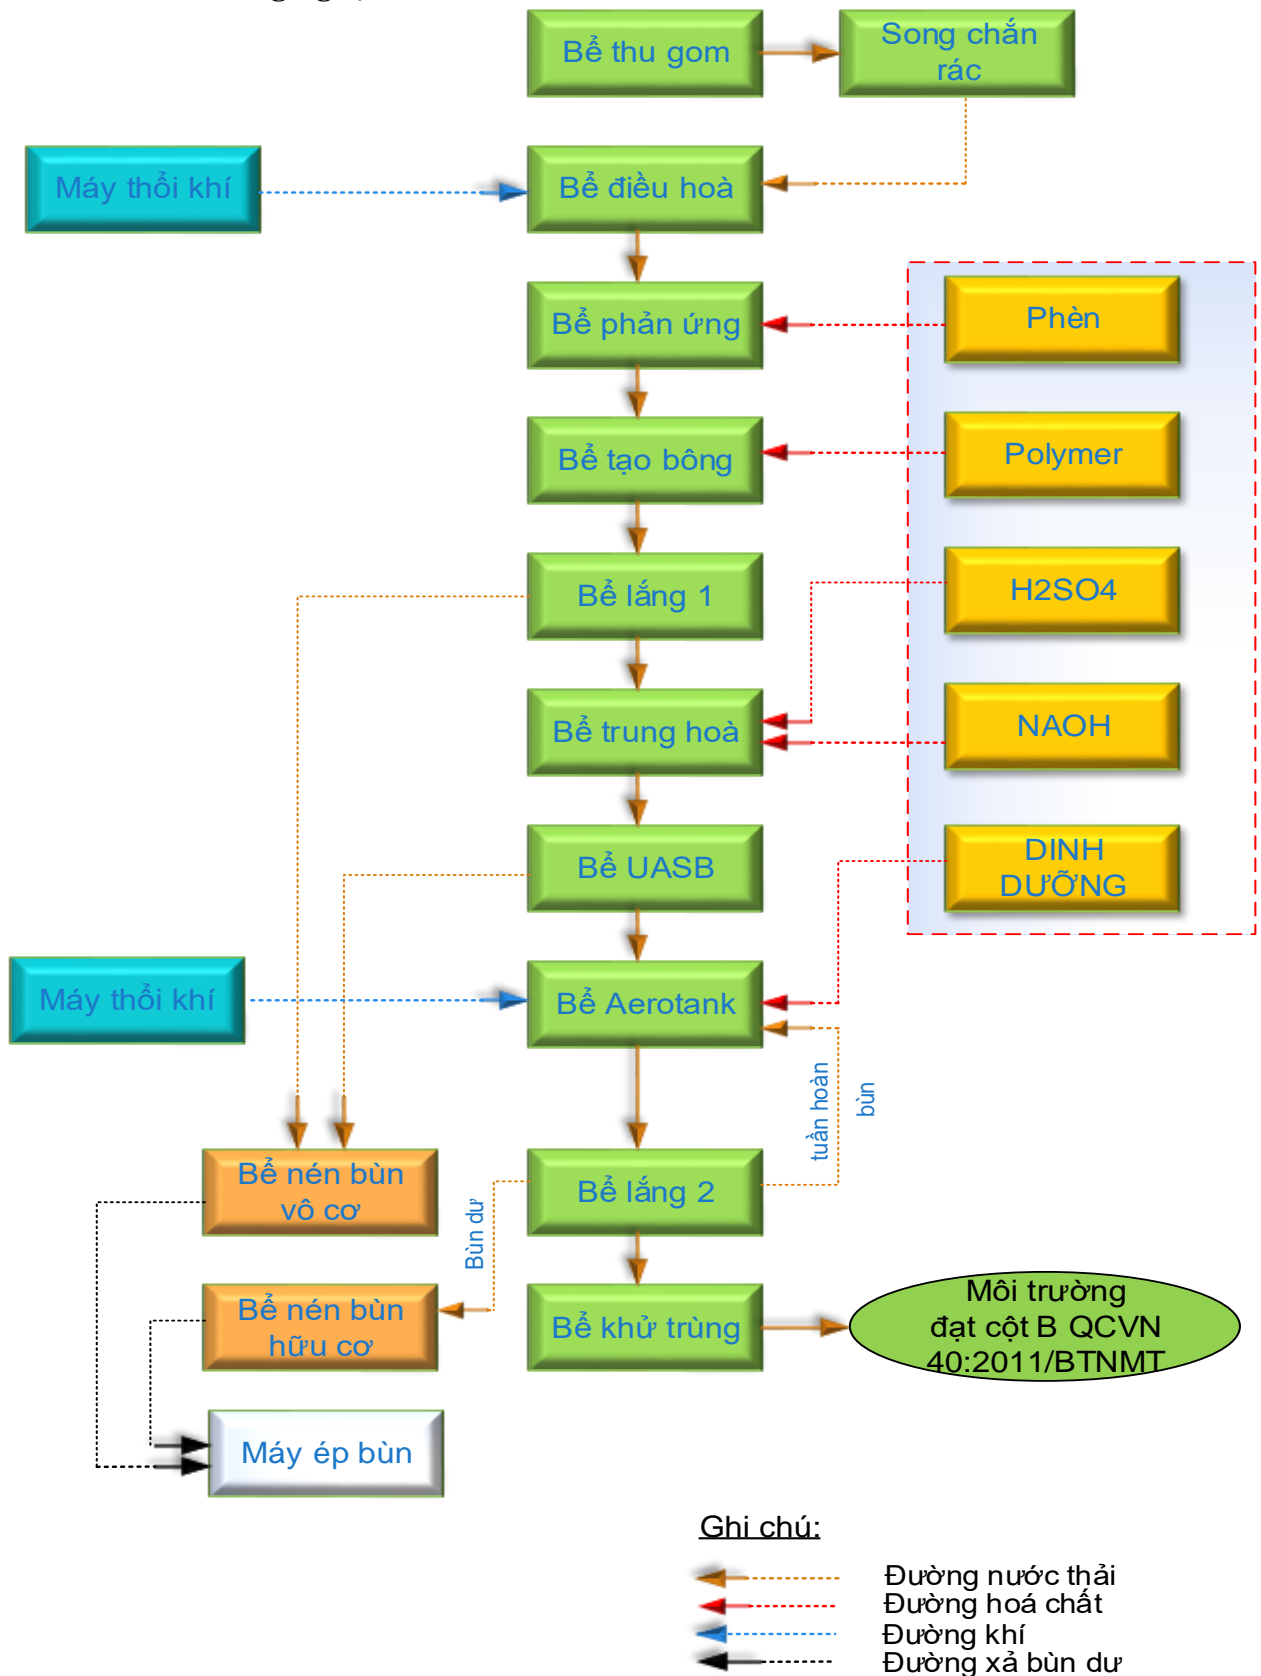 Bể thu gom
Song chắn
rác
Máy thổi khí
Bể điều hoà
Bể phản ứng
Phèn
Bể tạo bông
Polymer
Bể lắng 1
H2SO4
Bể trung hoà
NAOH
Bể UASB
DINH
DƯỠNG
Máy thổi khí
Bể Aerotank
tuần hoàn
bùn
Bể nén bùn
vô cơ
Bùn dư
Bể lắng 2
Bể nén bùn
hữu cơ
Bể khử trùng
Môi trường
đạt cột B QCVN
40:2011/BTNMT
Máy ép bùn
Ghi chú:
Đường nước thải
Đường hoá chất
Đường khí
Đường xả bùn dư